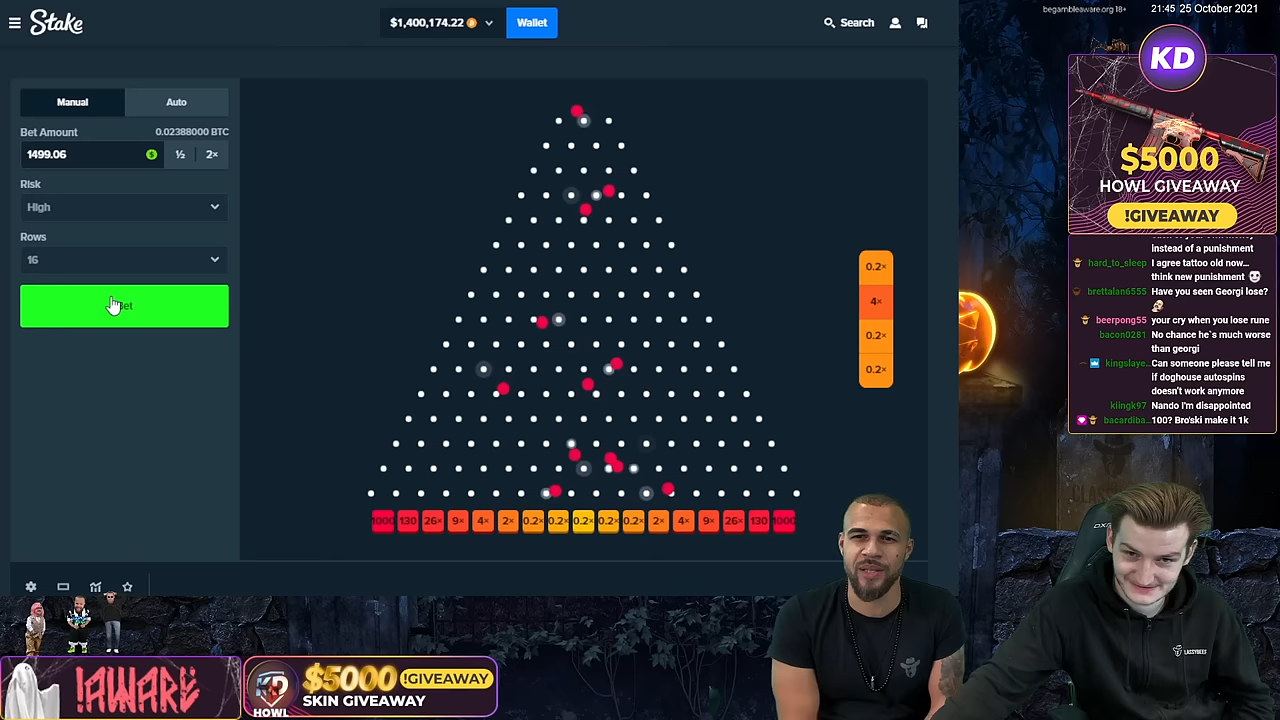 Stake
$1,400,174.22
Wallet
Search
begambleaware.org 18+
21:45 25 October 2021
Manual
Auto
Bet Amount
0.02388000 BTC
1499.06
½
2×
Risk
High
Rows
16
0.2×
4×
0.2×
0.2×
1000 130 26× 9× 4× 2× 0.2× 0.2× 0.2× 0.2× 0.2× 2× 4× 9× 26× 130 1000
KD
$5000
HOWL GIVEAWAY
!GIVEAWAY
instead of a punishment
hard_to_sleep I agree tattoo old now...
think new punishment
brettalan6555 Have you seen Georgi lose?
beerpong55 your cry when you lose rune
bacon0281 No chance he`s much worse
than georgi
kingslaye.. Can someone please tell me
if doghouse autospins
doesn't work anymore
kiingk97 Nando I'm disappointed
bacardiba.. 100? Bro'ski make it 1k
!AWARE
KD
HOWL
$5000 !GIVEAWAY
SKIN GIVEAWAY